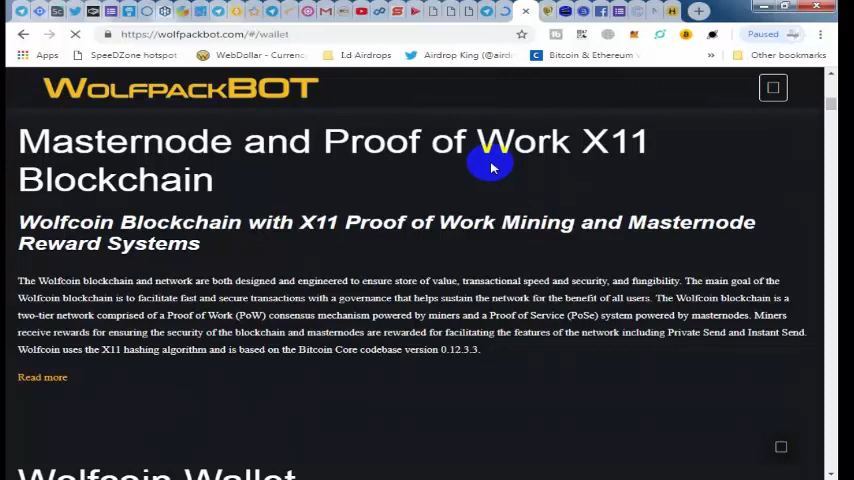 https://wolfpackbot.com/#/wallet
Paused
Apps
SpeeDZone hotspot
WebDollar - Currenc
I.d Airdrops
Airdrop King (@airdr
Bitcoin & Ethereum v
»
Other bookmarks
WOLFPACKBOT
Masternode and Proof of Work X11
Blockchain
Wolfcoin Blockchain with X11 Proof of Work Mining and Masternode
Reward Systems
The Wolfcoin blockchain and network are both designed and engineered to ensure store of value, transactional speed and security, and fungibility. The main goal of the
Wolfcoin blockchain is to facilitate fast and secure transactions with a governance that helps sustain the network for the benefit of all users. The Wolfcoin blockchain is a
two-tier network comprised of a Proof of Work (PoW) consensus mechanism powered by miners and a Proof of Service (PoSe) system powered by masternodes. Miners
receive rewards for ensuring the security of the blockchain and masternodes are rewarded for facilitating the features of the network including Private Send and Instant Send.
Wolfcoin uses the X11 hashing algorithm and is based on the Bitcoin Core codebase version 0.12.3.3.
Read more
Wolfcoin Wallet